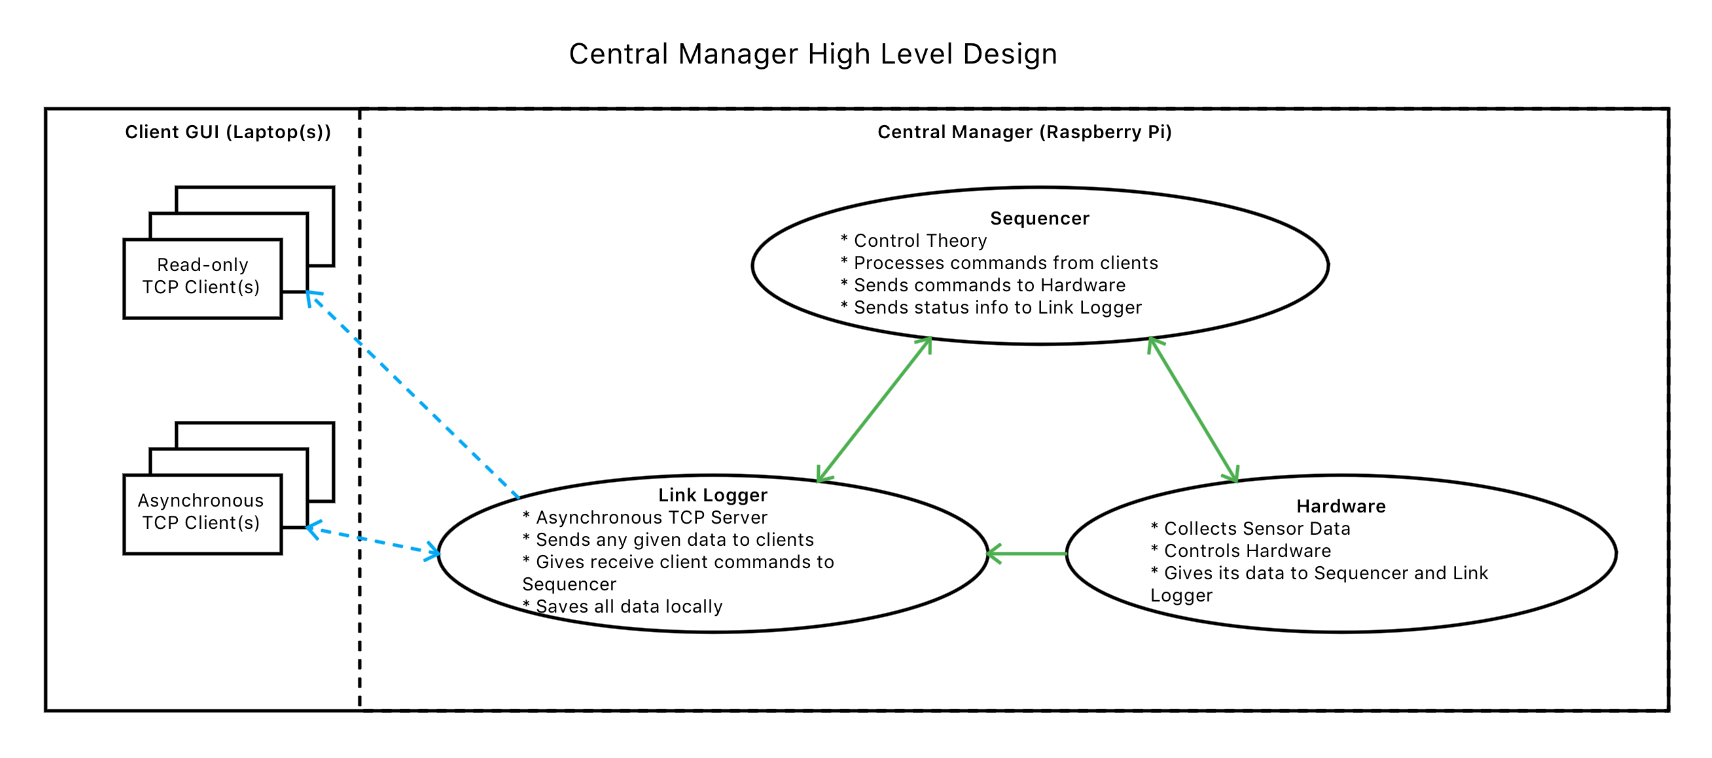 Central Manager High Level Design
Client GUI (Laptop(s))
Central Manager (Raspberry Pi)
Read-only
TCP Client(s)
Sequencer
* Control Theory
* Processes commands from clients
* Sends commands to Hardware
* Sends status info to Link Logger
Asynchronous
TCP Client(s)
Link Logger
* Asynchronous TCP Server
* Sends any given data to clients
* Gives receive client commands to
Sequencer
* Saves all data locally
Hardware
* Collects Sensor Data
* Controls Hardware
* Gives its data to Sequencer and Link
Logger